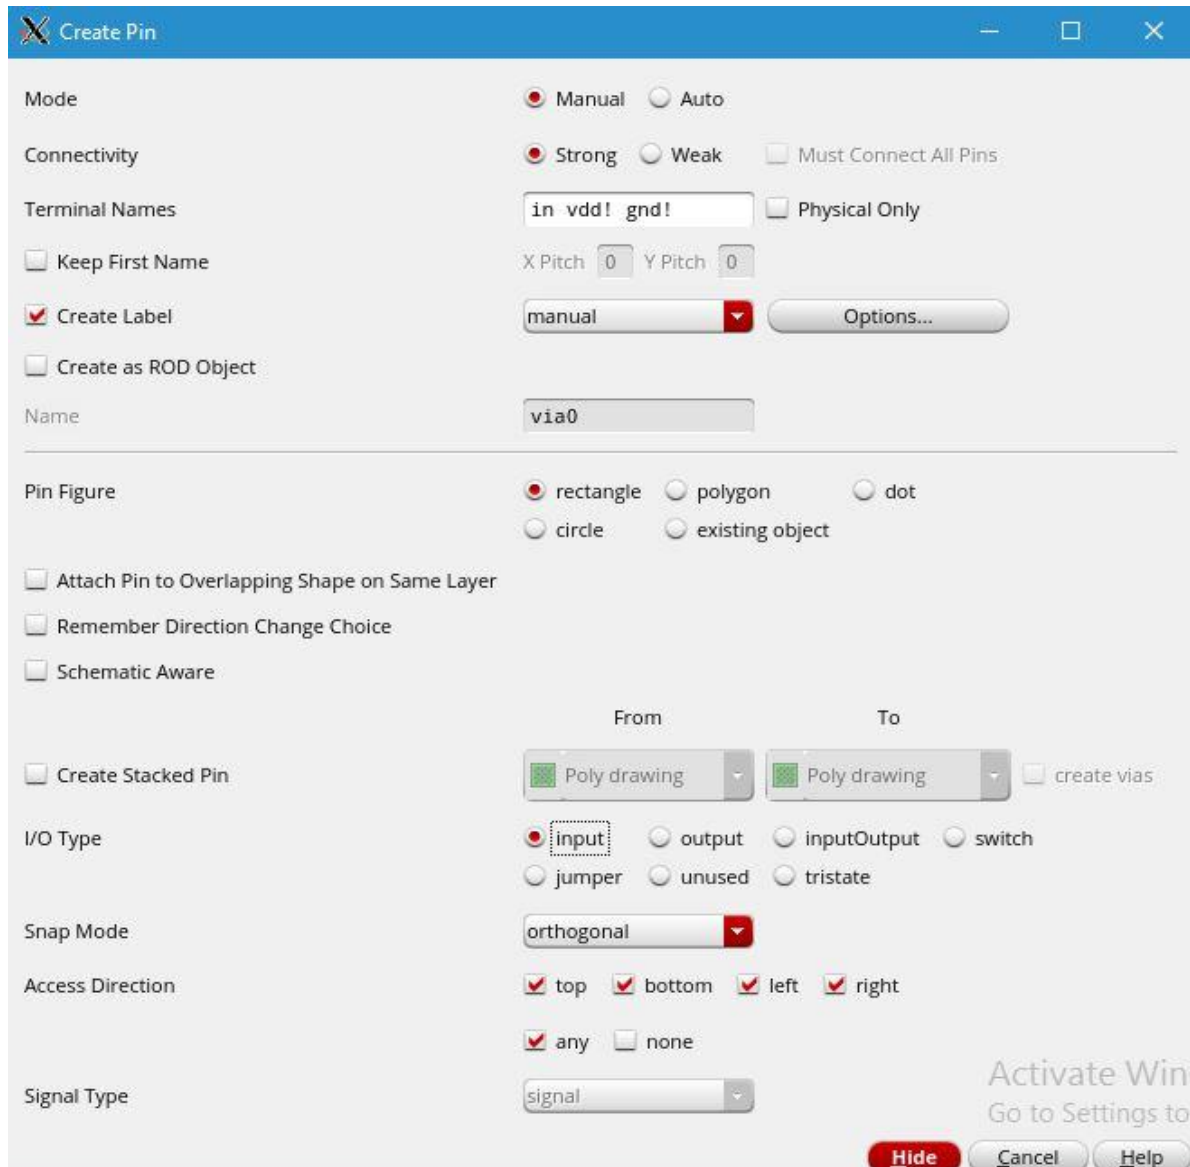 Create Pin
Mode Manual Auto
Connectivity Strong Weak Must Connect All Pins
Terminal Names in vdd! gnd! Physical Only
Keep First Name X Pitch 0 Y Pitch 0
Create Label manual Options...
Create as ROD Object
Name via0
Pin Figure rectangle polygon dot
circle existing object
Attach Pin to Overlapping Shape on Same Layer
Remember Direction Change Choice
Schematic Aware
From To
Create Stacked Pin Poly drawing Poly drawing create vias
I/O Type input output inputOutput switch
jumper unused tristate
Snap Mode orthogonal
Access Direction top bottom left right
any none
Activate Win
Signal Type signal
Go to Settings to
Hide Cancel Help